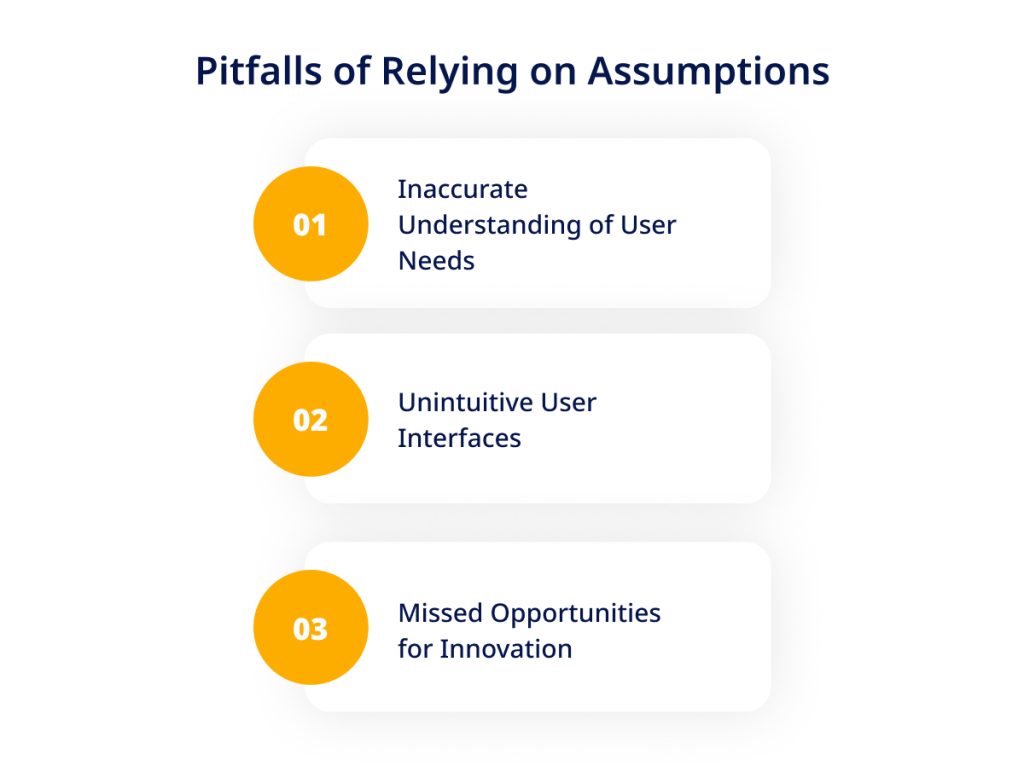 Pitfalls of Relying on Assumptions
01
Inaccurate
Understanding of User
Needs
02
Unintuitive User
Interfaces
03
Missed Opportunities
for Innovation